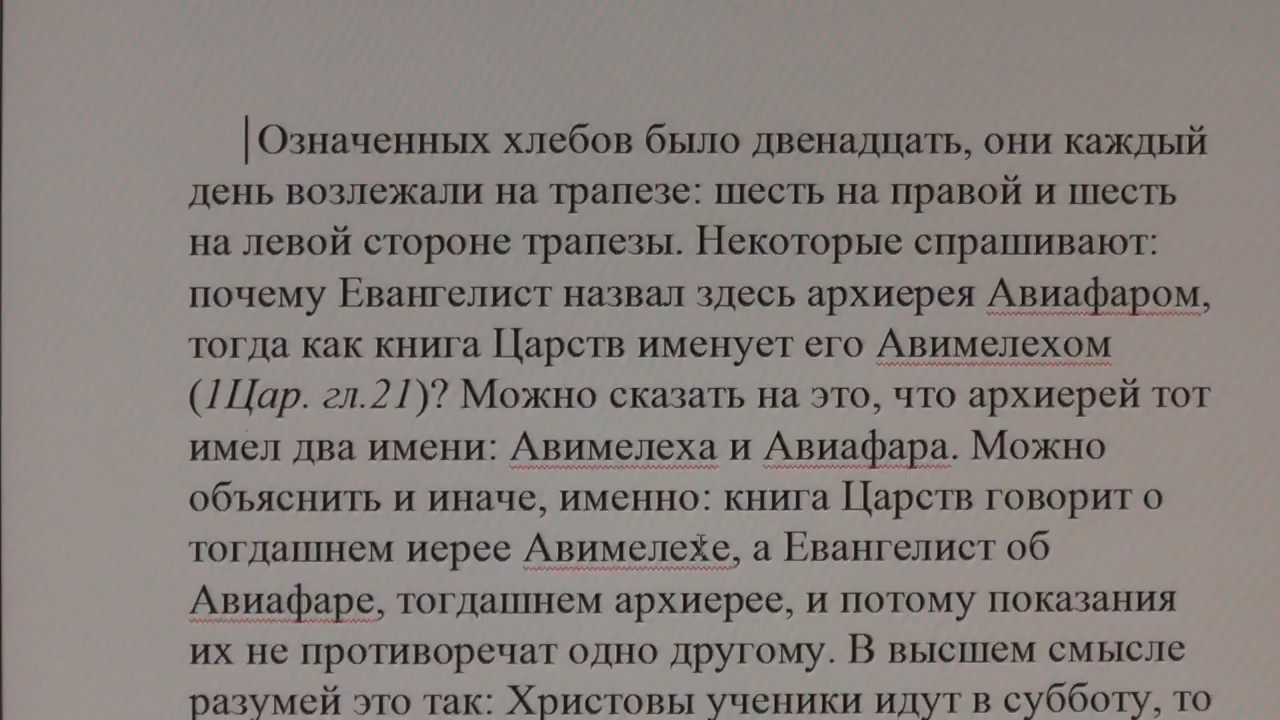 Означенных хлебов было двенадцать, они каждый
день возлежали на трапезе: шесть на правой и шесть
на левой стороне трапезы. Некоторые спрашивают:
почему Евангелист назвал здесь архиерея Авиафаром,
тогда как книга Царств именует его Авимелехом
(1Цар. гл.21)? Можно сказать на это, что архиерей тот
имел два имени: Авимелеха и Авиафара. Можно
объяснить и иначе, именно: книга Царств говорит о
тогдашнем иерее Авимелехе, а Евангелист об
Авиафаре, тогдашнем архиерее, и потому показания
их не противоречат одно другому. В высшем смысле
разумей это так: Христовы ученики идут в субботу, то